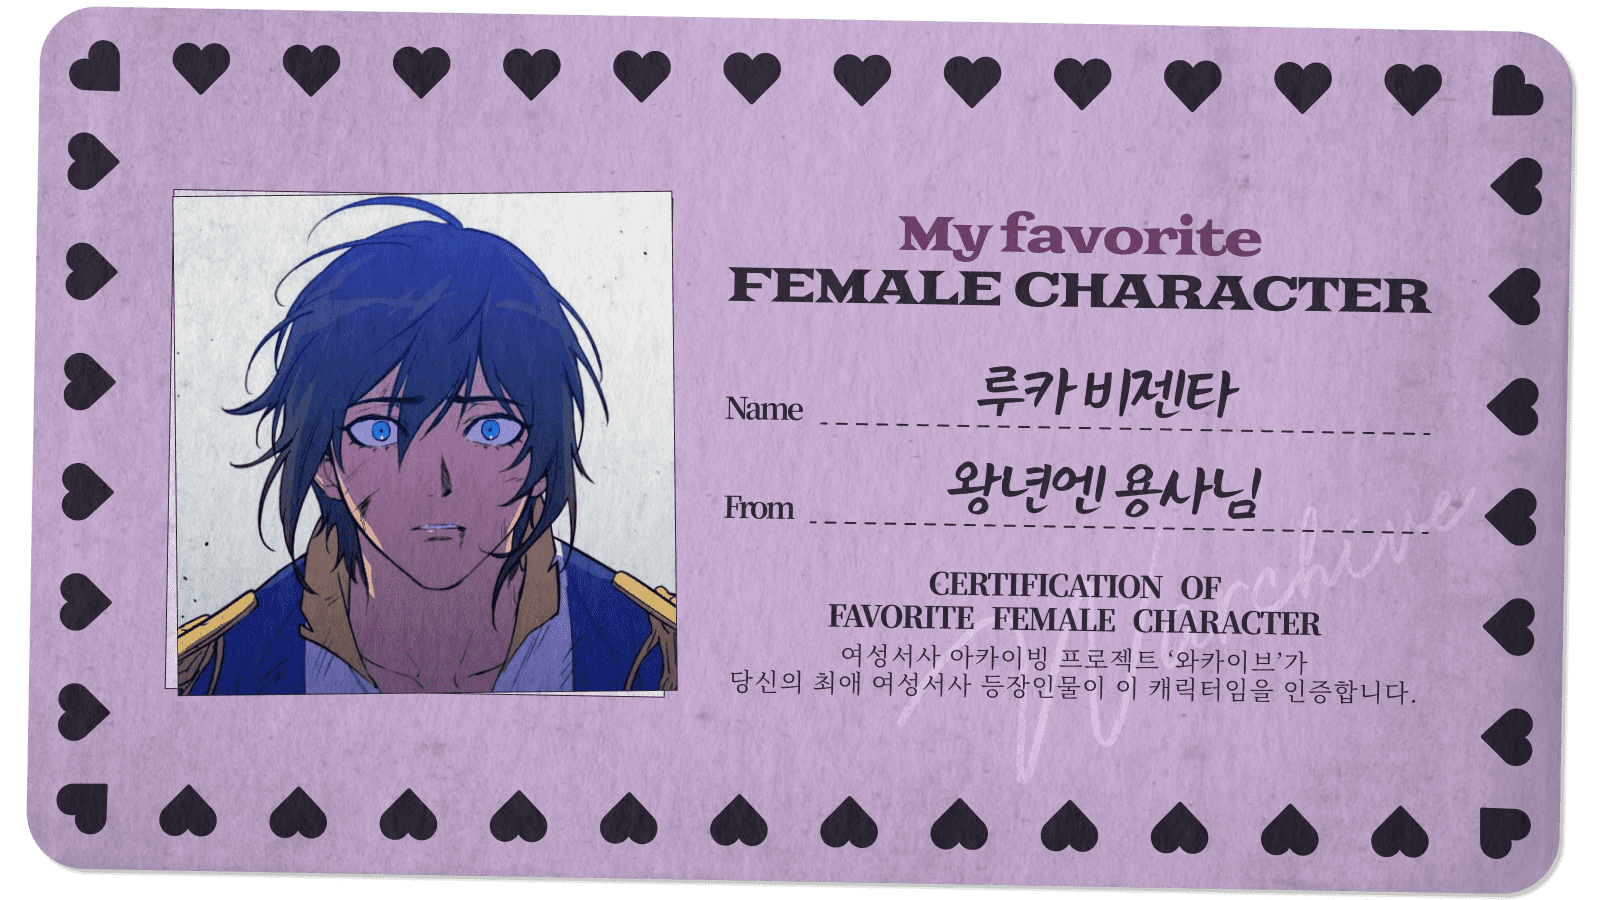 My favorite
FEMALE CHARACTER
Name 루카 비젠타
From 왕년엔 용사님
CERTIFICATION OF
FAVORITE FEMALE CHARACTER
여성서사 아카이빙 프로젝트 ‘와카이브’가
당신의 최애 여성서사 등장인물이 이 캐릭터임을 인증합니다.
Warchive